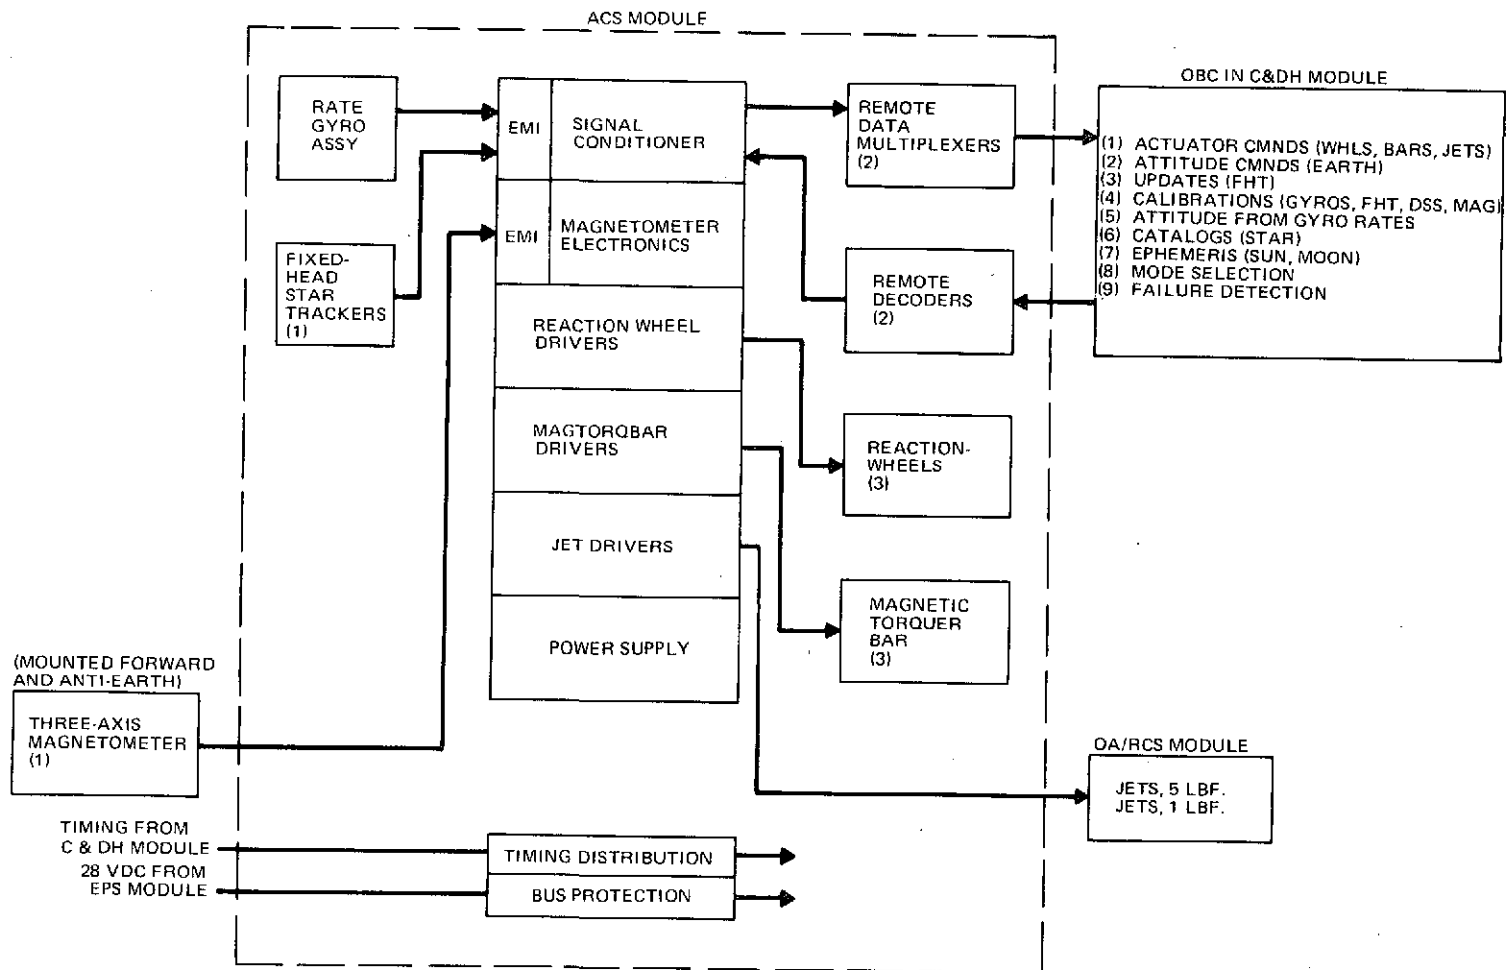 ACS MODULE
RATE
GYRO
ASSY
FIXED-
HEAD
STAR
TRACKERS
(1)
EMI
SIGNAL
CONDITIONER
EMI
MAGNETOMETER
ELECTRONICS
REACTION WHEEL
DRIVERS
MAGTORQBAR
DRIVERS
JET DRIVERS
POWER SUPPLY
REMOTE
DATA
MULTIPLEXERS
(2)
REMOTE
DECODERS
(2)
REACTION-
WHEELS
(3)
MAGNETIC
TORQUER
BAR
(3)
OBC IN C&DH MODULE
(1) ACTUATOR CMNDS (WHLS, BARS, JETS)
(2) ATTITUDE CMNDS (EARTH)
(3) UPDATES (FHT)
(4) CALIBRATIONS (GYROS, FHT, DSS, MAG)
(5) ATTITUDE FROM GYRO RATES
(6) CATALOGS (STAR)
(7) EPHEMERIS (SUN, MOON)
(8) MODE SELECTION
(9) FAILURE DETECTION
(MOUNTED FORWARD
AND ANTI-EARTH)
THREE-AXIS
MAGNETOMETER
(1)
OA/RCS MODULE
JETS, 5 LBF.
JETS, 1 LBF.
TIMING FROM
C & DH MODULE
28 VDC FROM
EPS MODULE
TIMING DISTRIBUTION
BUS PROTECTION